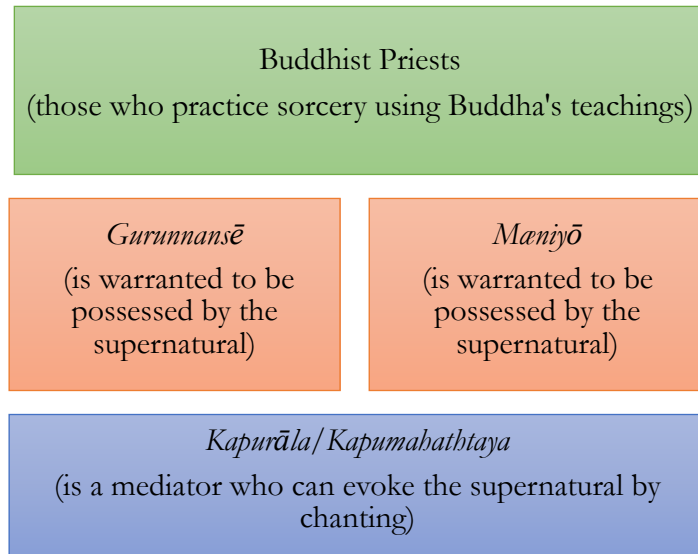 Buddhist Priests
(those who practice sorcery using Buddha's teachings)
Gurunnansē
(is warranted to be
possessed by the
supernatural)
Mæniyō
(is warranted to be
possessed by the
supernatural)
Kapurāla/Kapumahathtaya
(is a mediator who can evoke the supernatural by
chanting)